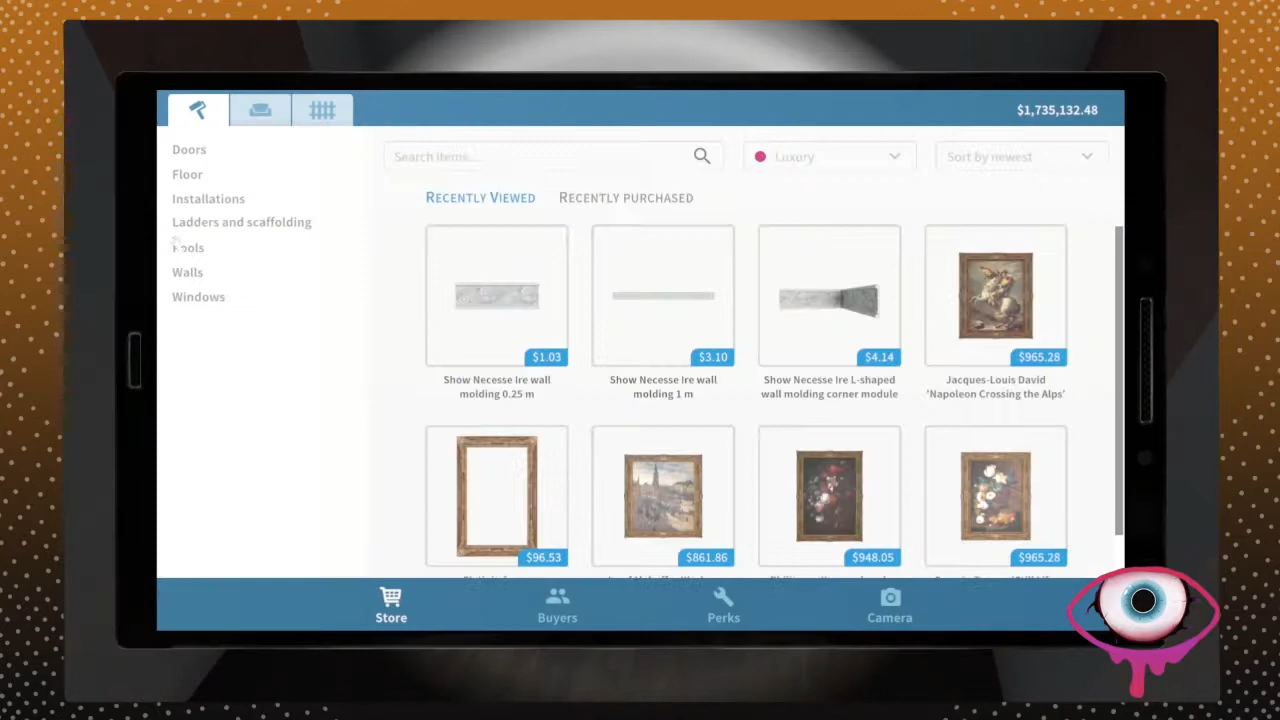 $1,735,132.48
Doors
Floor
Installations
Ladders and scaffolding
Walls
Windows
Search items...
Luxury
Sort by newest
RECENTLY VIEWED
RECENTLY PURCHASED
$1.03
$3.10
$4.14
$965.28
Show Necesse Ire wall
molding 0.25 m
Show Necesse Ire wall
molding 1 m
Show Necesse Ire L-shaped
wall molding corner module
Jacques-Louis David
'Napoleon Crossing the Alps'
$96.53
$861.86
$948.05
$965.28
Store
Buyers
Perks
Camera